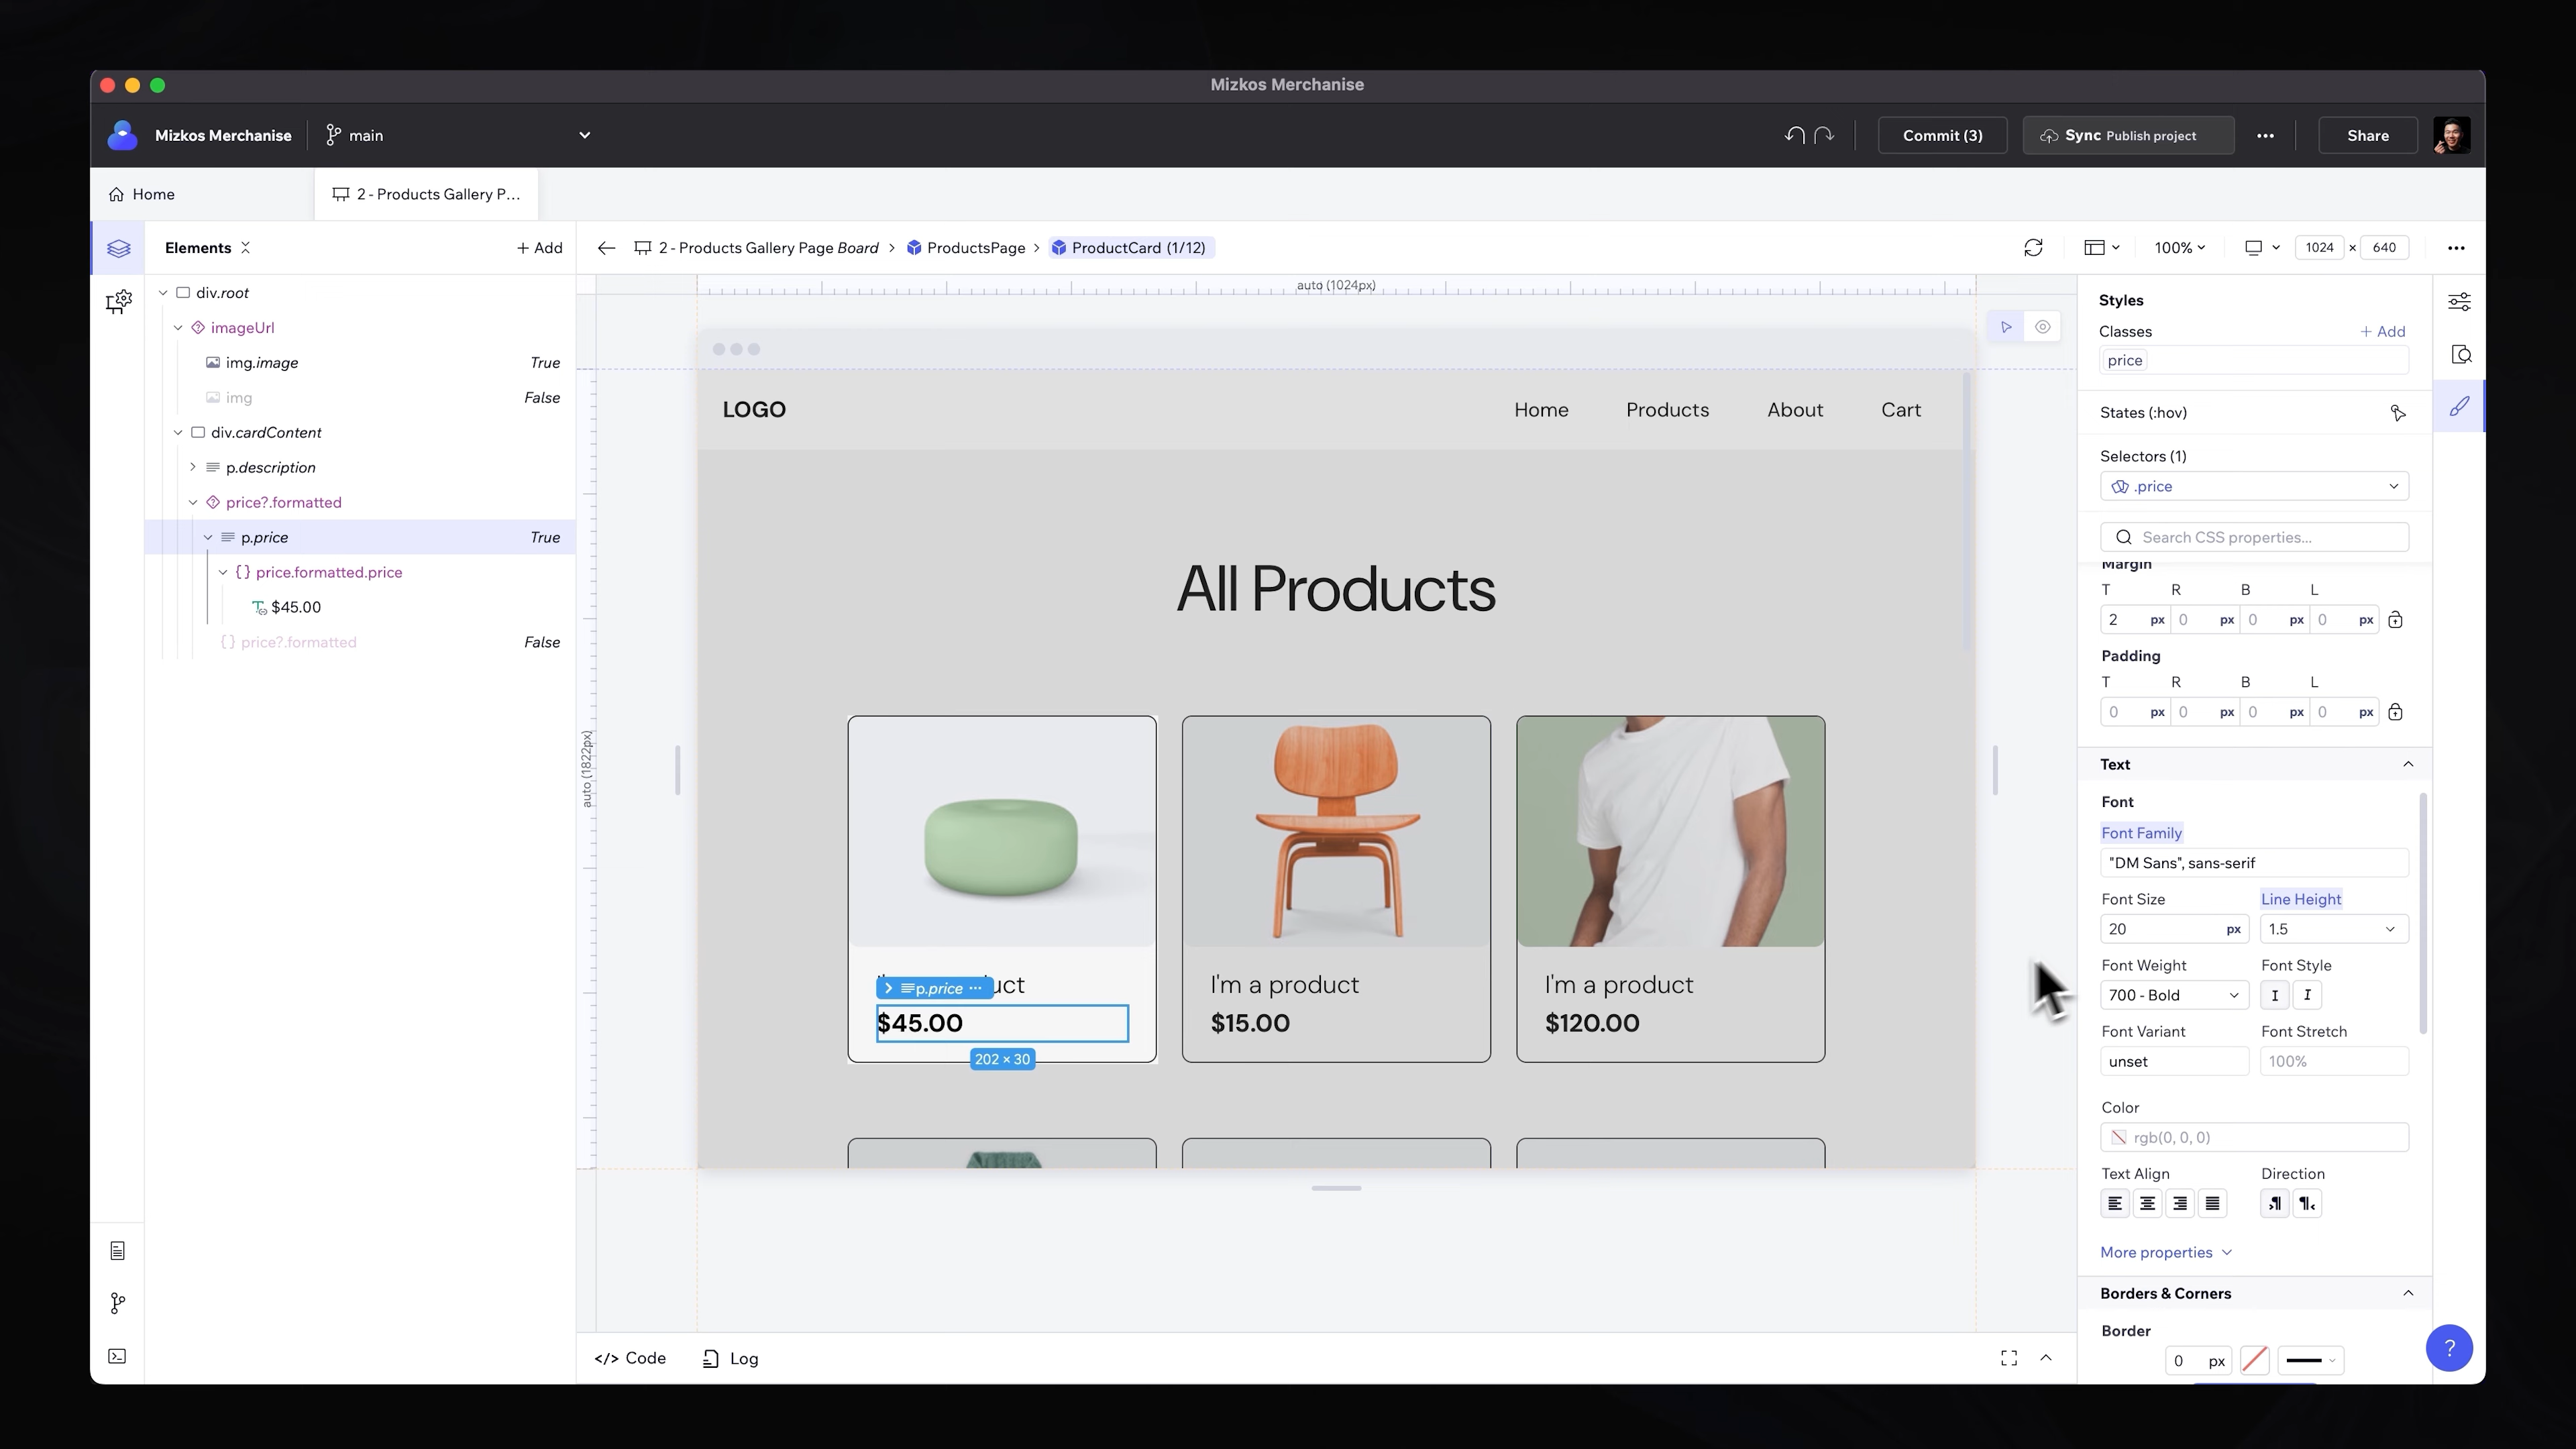 Mizkos Merchanise
Mizkos Merchanise
main
Commit (3)
Sync Publish project
Share
Home
2 - Products Gallery P...
Elements
+ Add
2 - Products Gallery Page Board
ProductsPage
ProductCard (1/12)
100%
1024 × 640
div.root
imageUrl
img.image True
img False
div.cardContent
p.description
price?.formatted
p.price True
price.formatted.price
$45.00
price?.formatted False
auto (1024px)
auto (1822px)
LOGO
Home
Products
About
Cart
All Products
uct
p.price
$45.00
202 × 30
I'm a product
$15.00
I'm a product
$120.00
Code
Log
Styles
Classes
+ Add
price
States (:hov)
Selectors (1)
.price
Search CSS properties...
Margin
T R B L
2 px 0 px 0 px 0 px
Padding
T R B L
0 px 0 px 0 px 0 px
Text
Font
Font Family
"DM Sans", sans-serif
Font Size Line Height
20 px 1.5
Font Weight Font Style
700 - Bold I I
Font Variant Font Stretch
unset 100%
Color
rgb(0, 0, 0)
Text Align Direction
More properties
Borders & Corners
Border
0 px
?